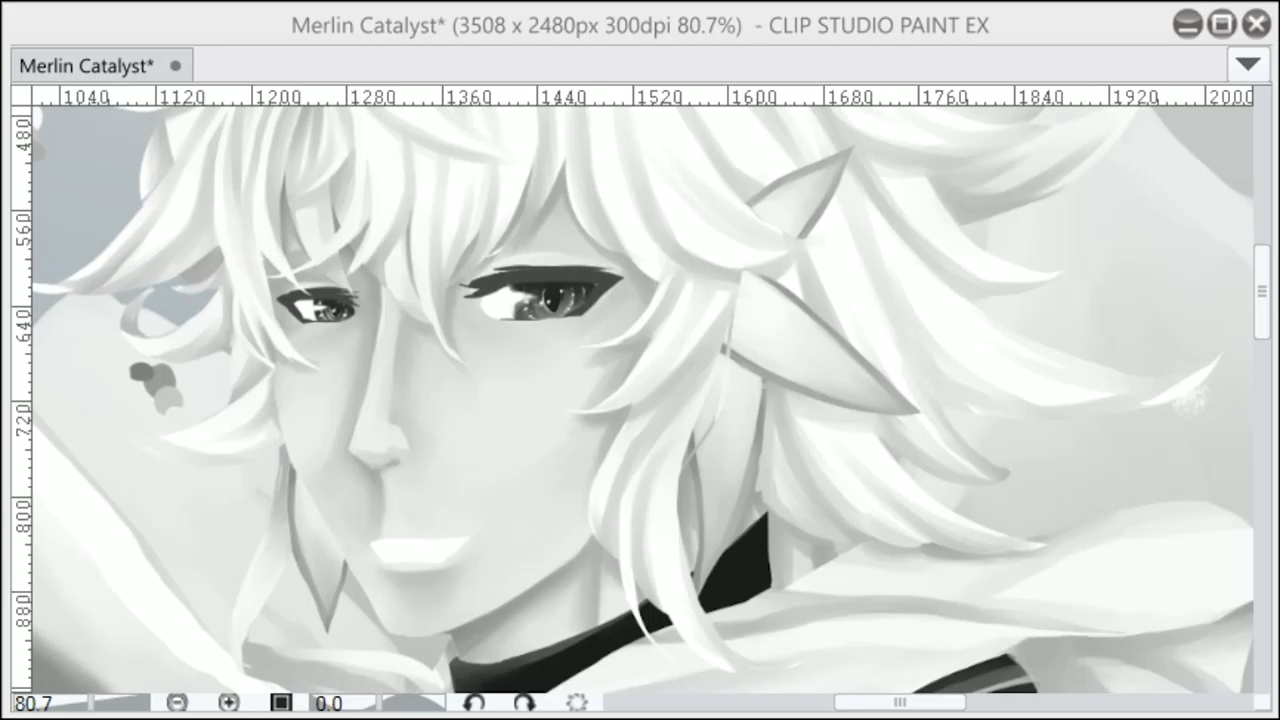 Merlin Catalyst* (3508 x 2480px 300dpi 80.7%) - CLIP STUDIO PAINT EX
Merlin Catalyst*
1040 1120 1200 1280 1360 1440 1520 1600 1680 1760 1840 1920 2000
480
560
640
720
800
880
80.7 0.0